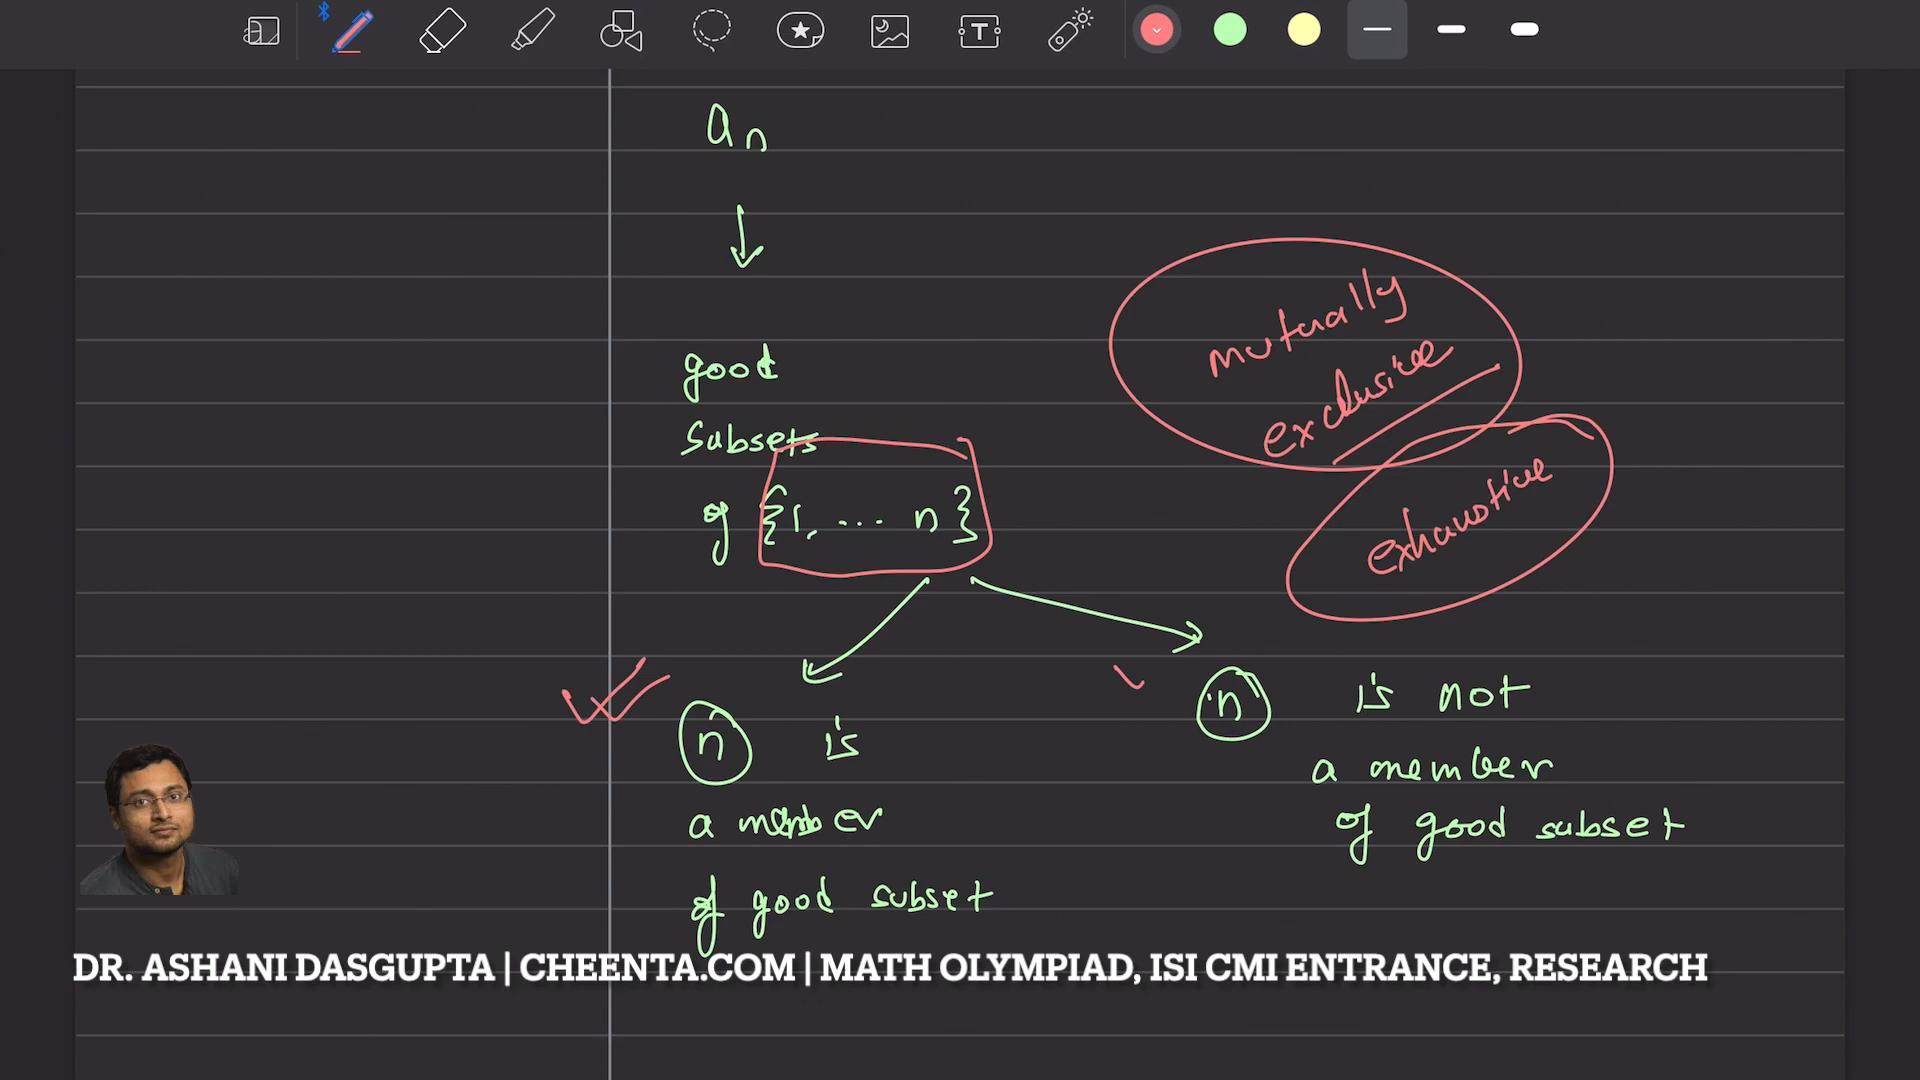 an
good
subsets
of {1, ... n}
mutually
exclusive
exhaustive
n is
a member
of good subset
n is not
a member
of good subset
DR. ASHANI DASGUPTA | CHEENTA.COM | MATH OLYMPIAD, ISI CMI ENTRANCE, RESEARCH